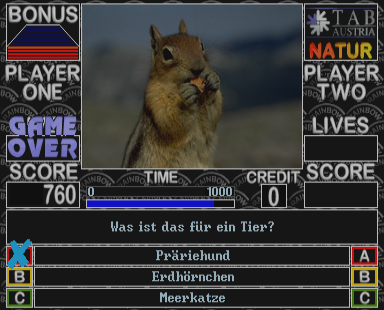 BONUS
TAB
AUSTRIA
NATUR
PLAYER
ONE
PLAYER
TWO
GAME
OVER
LIVES
SCORE
TIME
CREDIT
SCORE
760
0
1000
0
Was ist das für ein Tier?
Präriehund
A
B
Erdhörnchen
B
C
Meerkatze
C